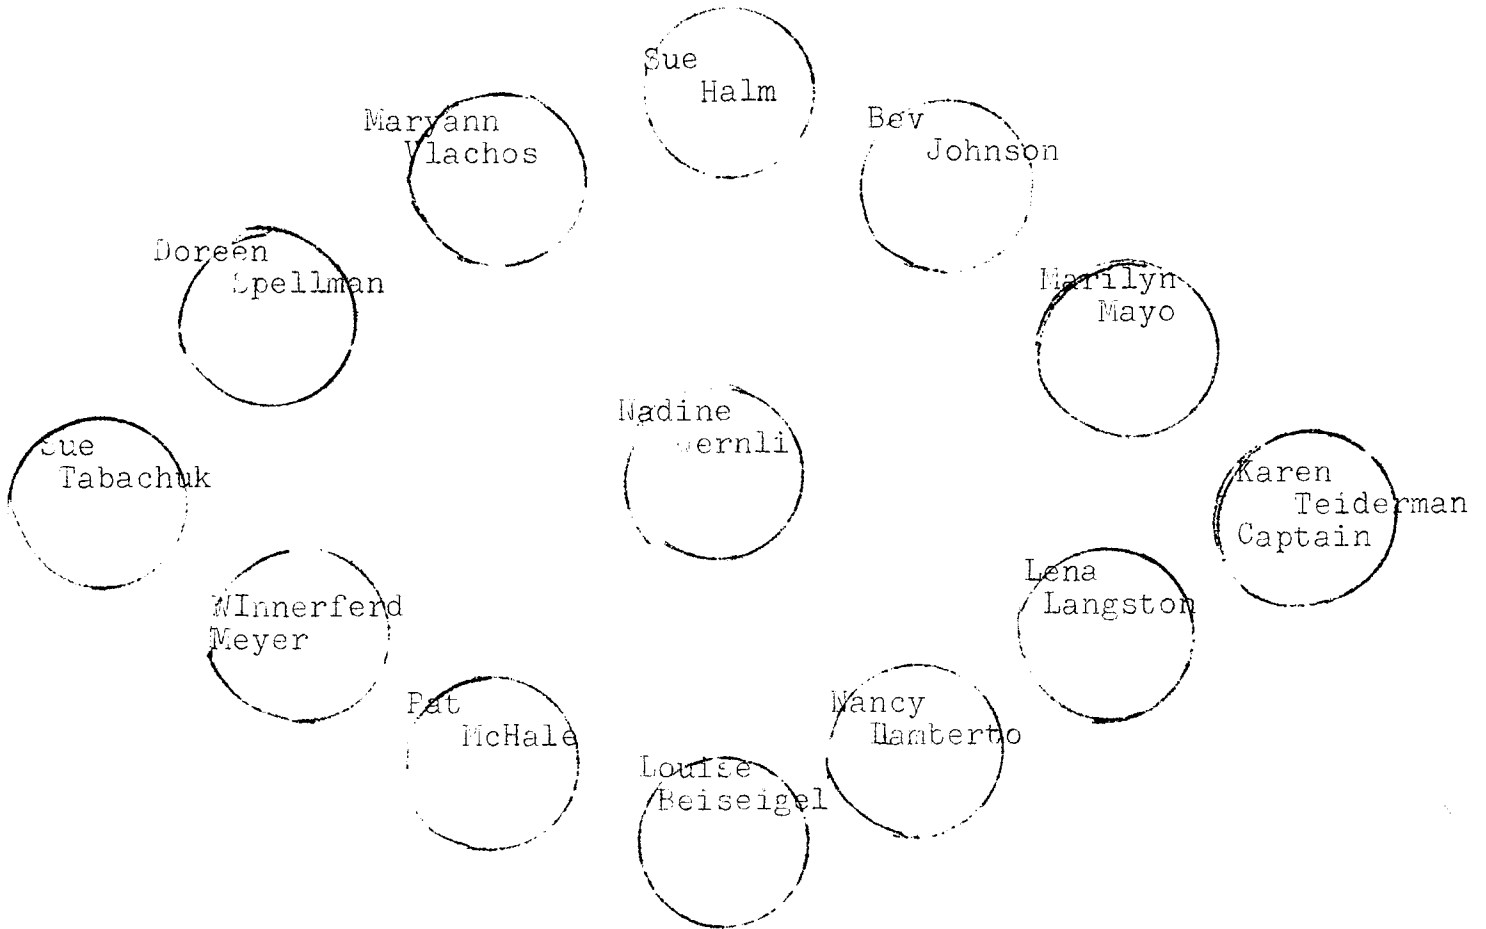 Sue
Halm
Maryann
Vlachos
Bev
Johnson
Doreen
Spellman
Marilyn
Mayo
Nadine
Sue
Tabachuk
Karen
Teiderman
Captain
WInnerferd
Meyer
Lena
Langston
Pat
McHale
Nancy
Lamberto
Louise
Beiseigel